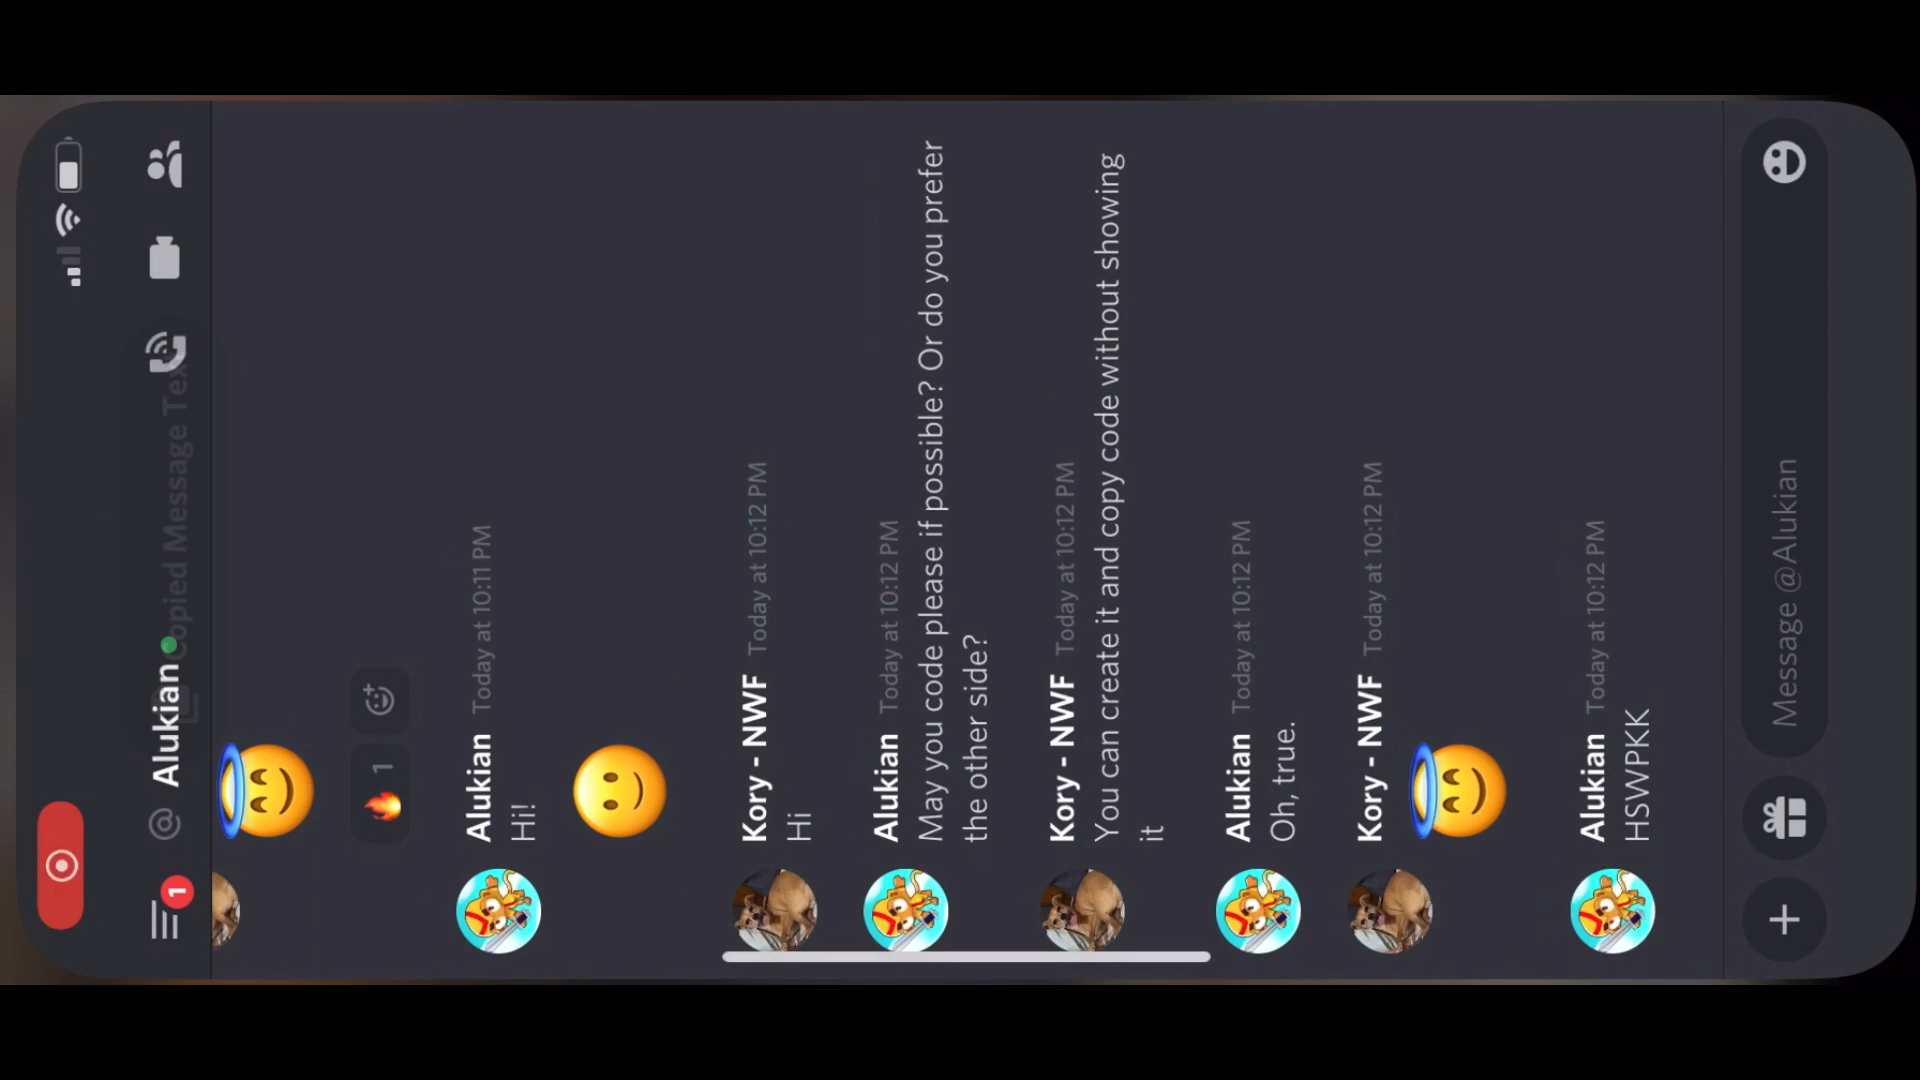 Alukian
1
Copied Message Tex
1
Alukian Today at 10:11 PM
Hi!
Kory - NWF Today at 10:12 PM
Hi
Alukian Today at 10:12 PM
May you code please if possible? Or do you prefer
the other side?
Kory - NWF Today at 10:12 PM
You can create it and copy code without showing
it
Alukian Today at 10:12 PM
Oh, true.
Kory - NWF Today at 10:12 PM
Alukian Today at 10:12 PM
HSWPKK
Message @Alukian